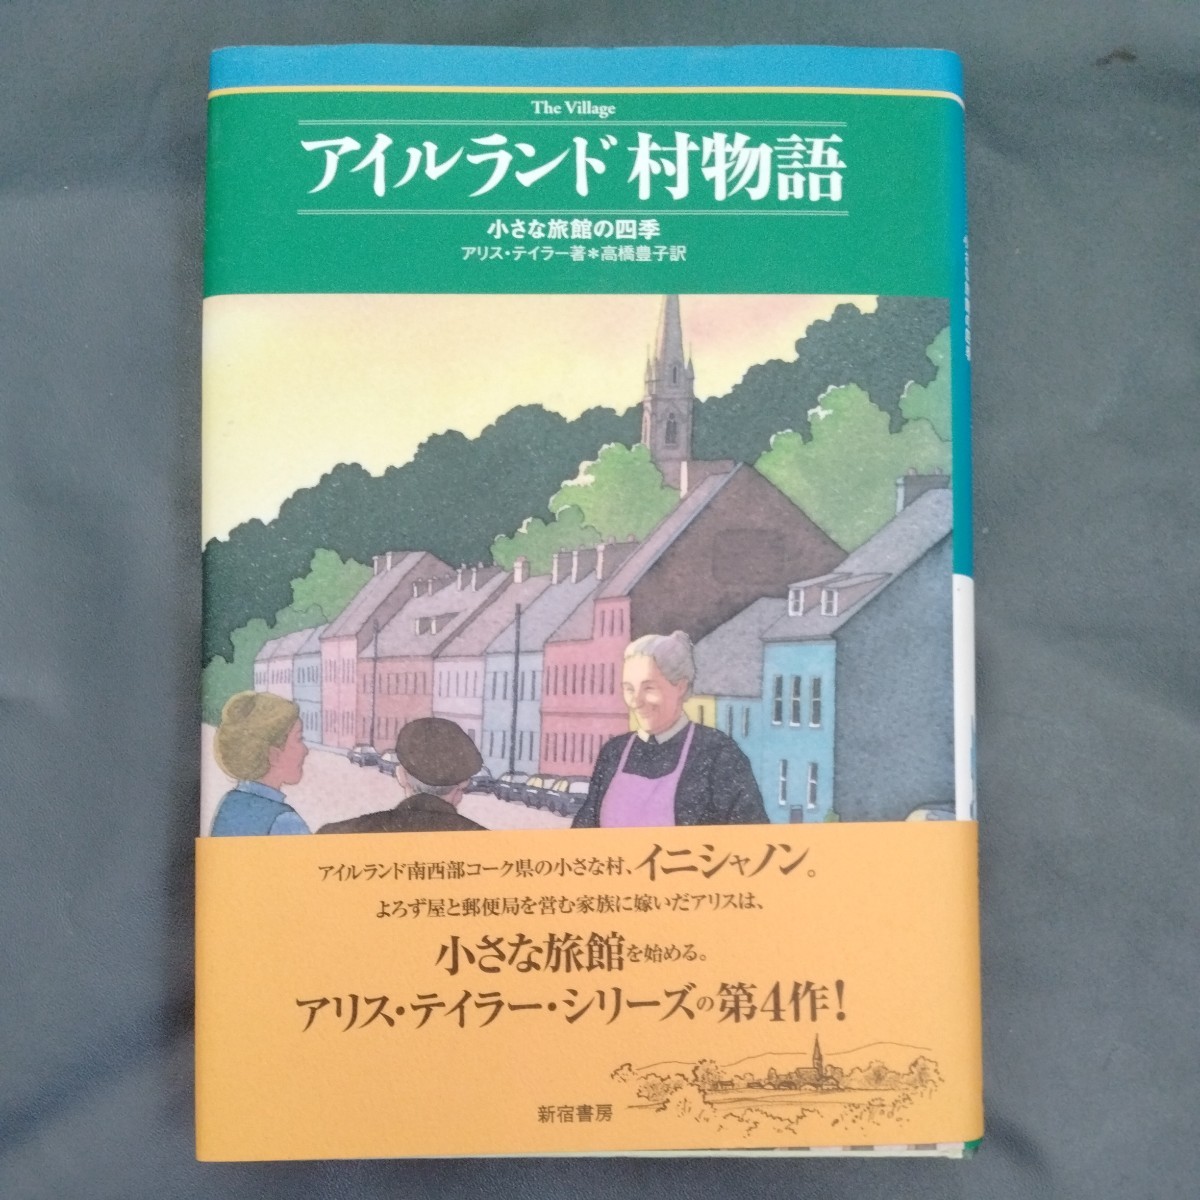 The Village
アイルランド村物語
小さな旅館の四季
アリス・テイラー著＊高橋豊子訳
アイルランド南西部コーク県の小さな村、イニシャノン。
よろず屋と郵便局を営む家族に嫁いだアリスは、
小さな旅館を始める。
アリス・テイラー・シリーズの第4作！
新宿書房